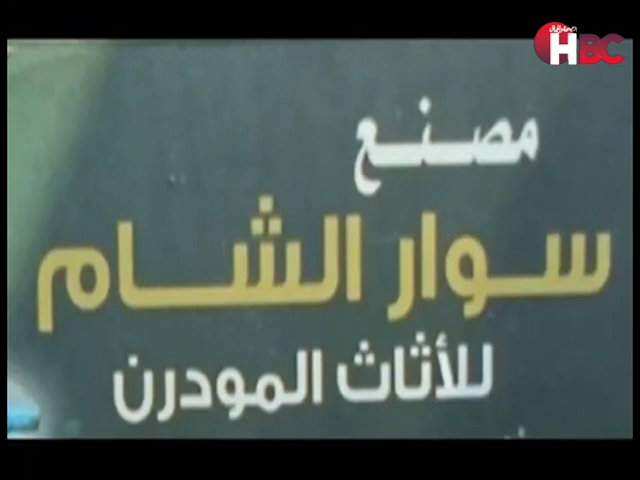 HBC
مصنع
سوار الشام
للأثاث المودرن